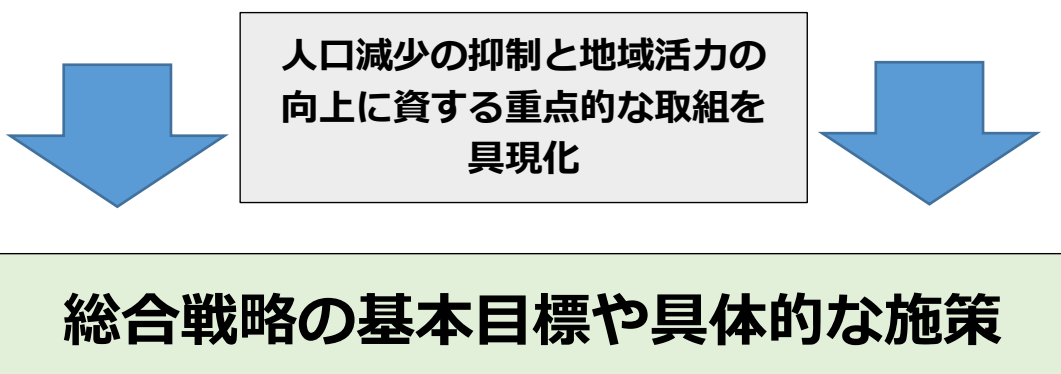 人口減少の抑制と地域活力の
向上に資する重点的な取組を
具現化
総合戦略の基本目標や具体的な施策